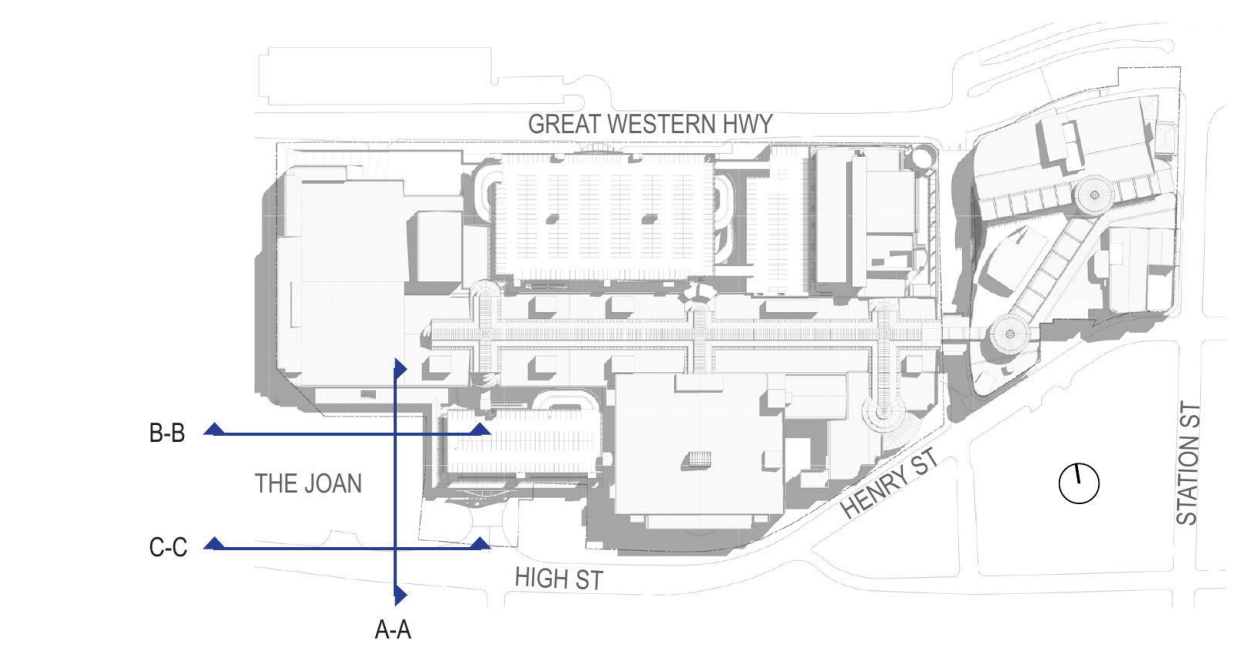 GREAT WESTERN HWY
B-B
THE JOAN
HENRY ST
STATION ST
C-C
HIGH ST
A-A